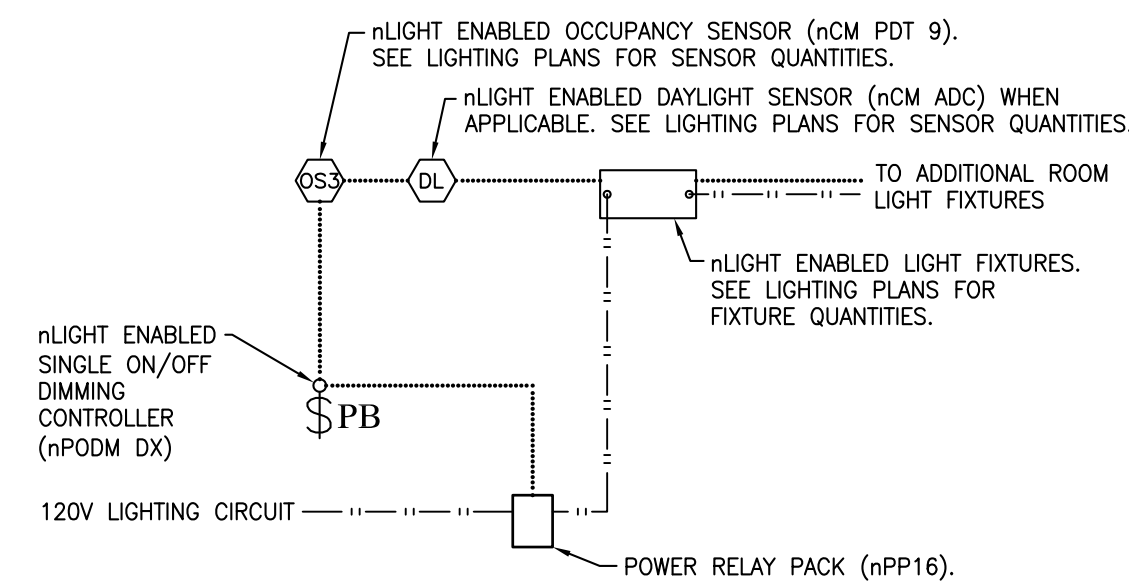 nLIGHT ENABLED OCCUPANCY SENSOR (nCM PDT 9).
SEE LIGHTING PLANS FOR SENSOR QUANTITIES.
nLIGHT ENABLED DAYLIGHT SENSOR (nCM ADC) WHEN
APPLICABLE. SEE LIGHTING PLANS FOR SENSOR QUANTITIES.
OS3
DL
TO ADDITIONAL ROOM
LIGHT FIXTURES
nLIGHT ENABLED LIGHT FIXTURES.
SEE LIGHTING PLANS FOR
FIXTURE QUANTITIES.
nLIGHT ENABLED
SINGLE ON/OFF
DIMMING
CONTROLLER
(nPODM DX)
$ PB
120V LIGHTING CIRCUIT
POWER RELAY PACK (nPP16).